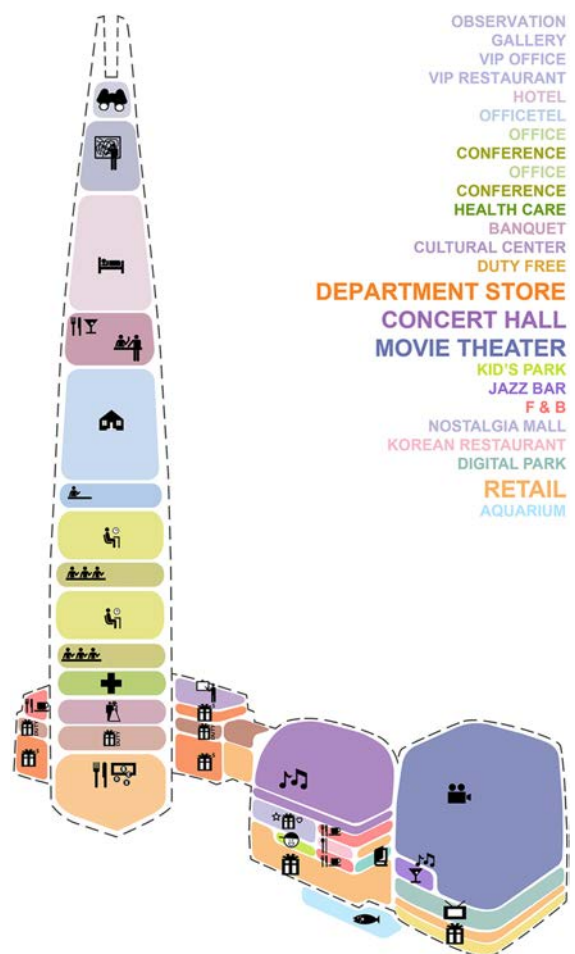 OBSERVATION
GALLERY
VIP OFFICE
VIP RESTAURANT
HOTEL
OFFICETEL
OFFICE
CONFERENCE
OFFICE
CONFERENCE
HEALTH CARE
BANQUET
CULTURAL CENTER
DUTY FREE
DEPARTMENT STORE
CONCERT HALL
MOVIE THEATER
KID'S PARK
JAZZ BAR
F & B
NOSTALGIA MALL
KOREAN RESTAURANT
DIGITAL PARK
RETAIL
AQUARIUM